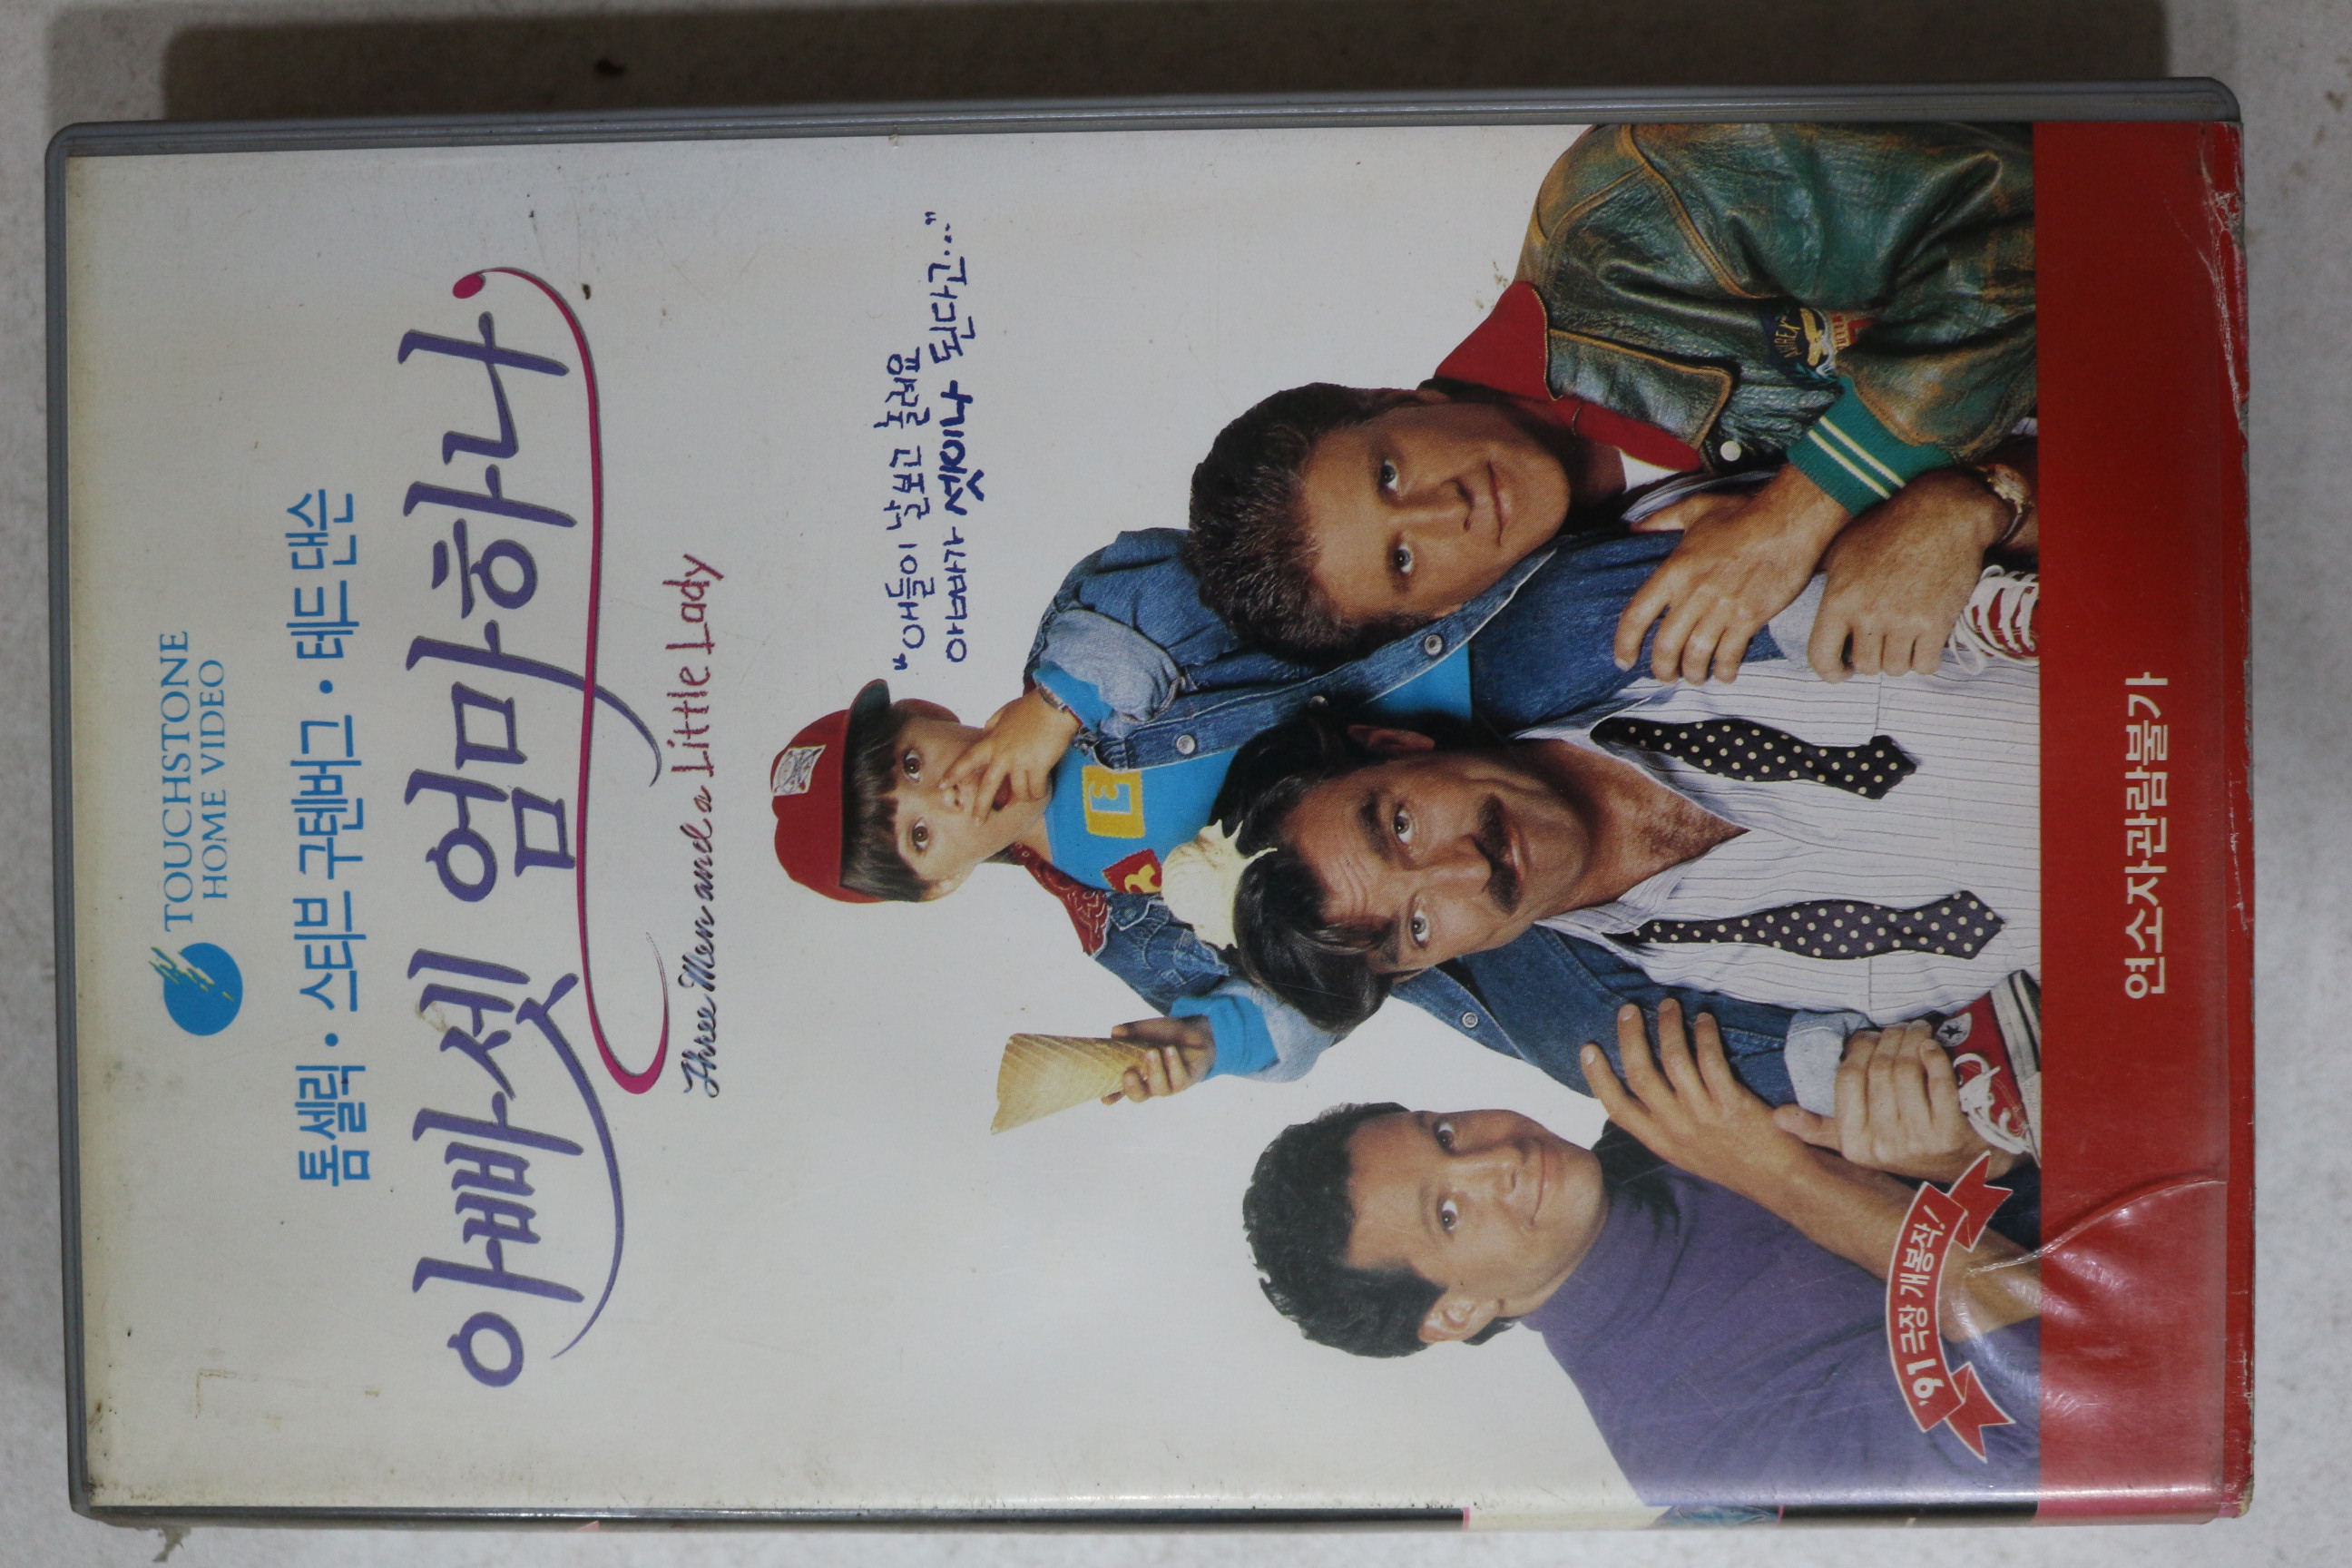 TOUCHSTONE
HOME VIDEO
톰셀릭 • 스티브 구텐버그 • 테드 댄슨
아빠셋 엄마하나
Three Men and a Little Lady
"애들이 날보고 놀려요
아빠가 셋이나 된다고..."
'91 극장 개봉작!
연소자관람불가